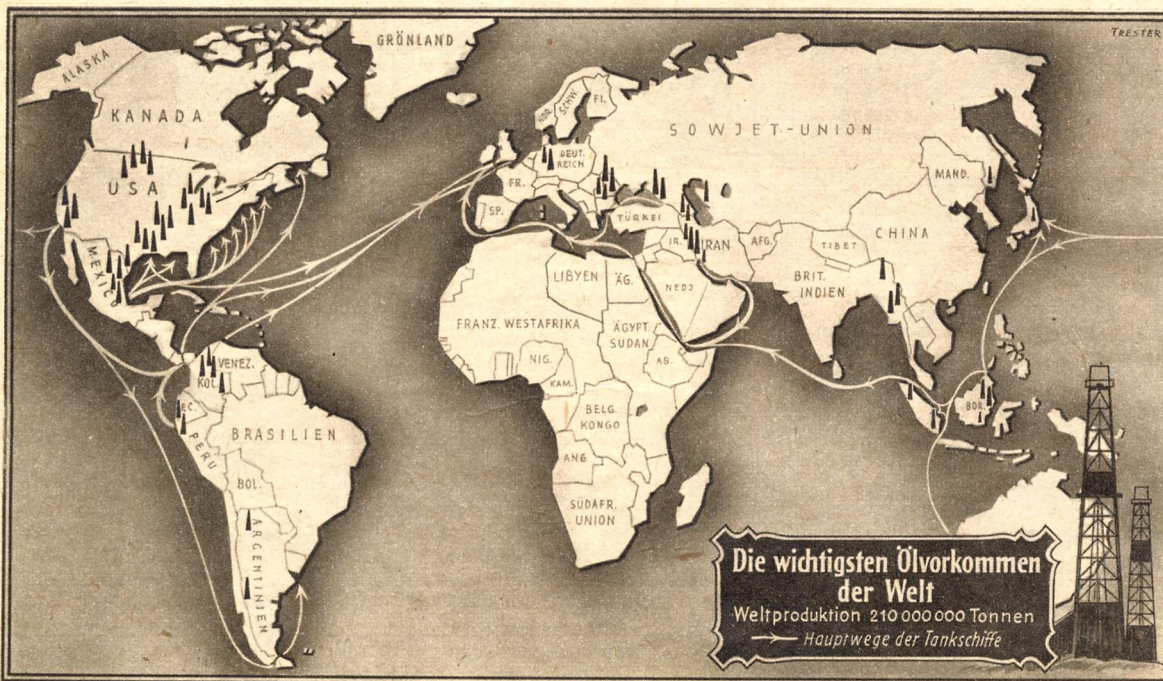 TRESTER
GRÖNLAND
ALASKA
KANADA
USA
MEXICO
VENEZ.
KOL.
EC.
PERU
BRASILIEN
BOL.
ARGENTINIEN
NOR.
SCHW.
FL.
SOWJET-UNION
DEUT.
REICH
FR.
SP.
TÜRKEI
IR.
IRAN
AFG.
TIBET
CHINA
MAND.
BRIT.
INDIEN
LIBYEN
ÄG.
NEDJ
FRANZ. WESTAFRIKA
ÄGYPT.
SUDAN
AB.
NIG.
KAM.
BELG.
KONGO
ANG.
SÜDAFR.
UNION
BOR.
Die wichtigsten Ölvorkommen
der Welt
Weltproduktion 210 000 000 Tonnen
Hauptwege der Tankschiffe